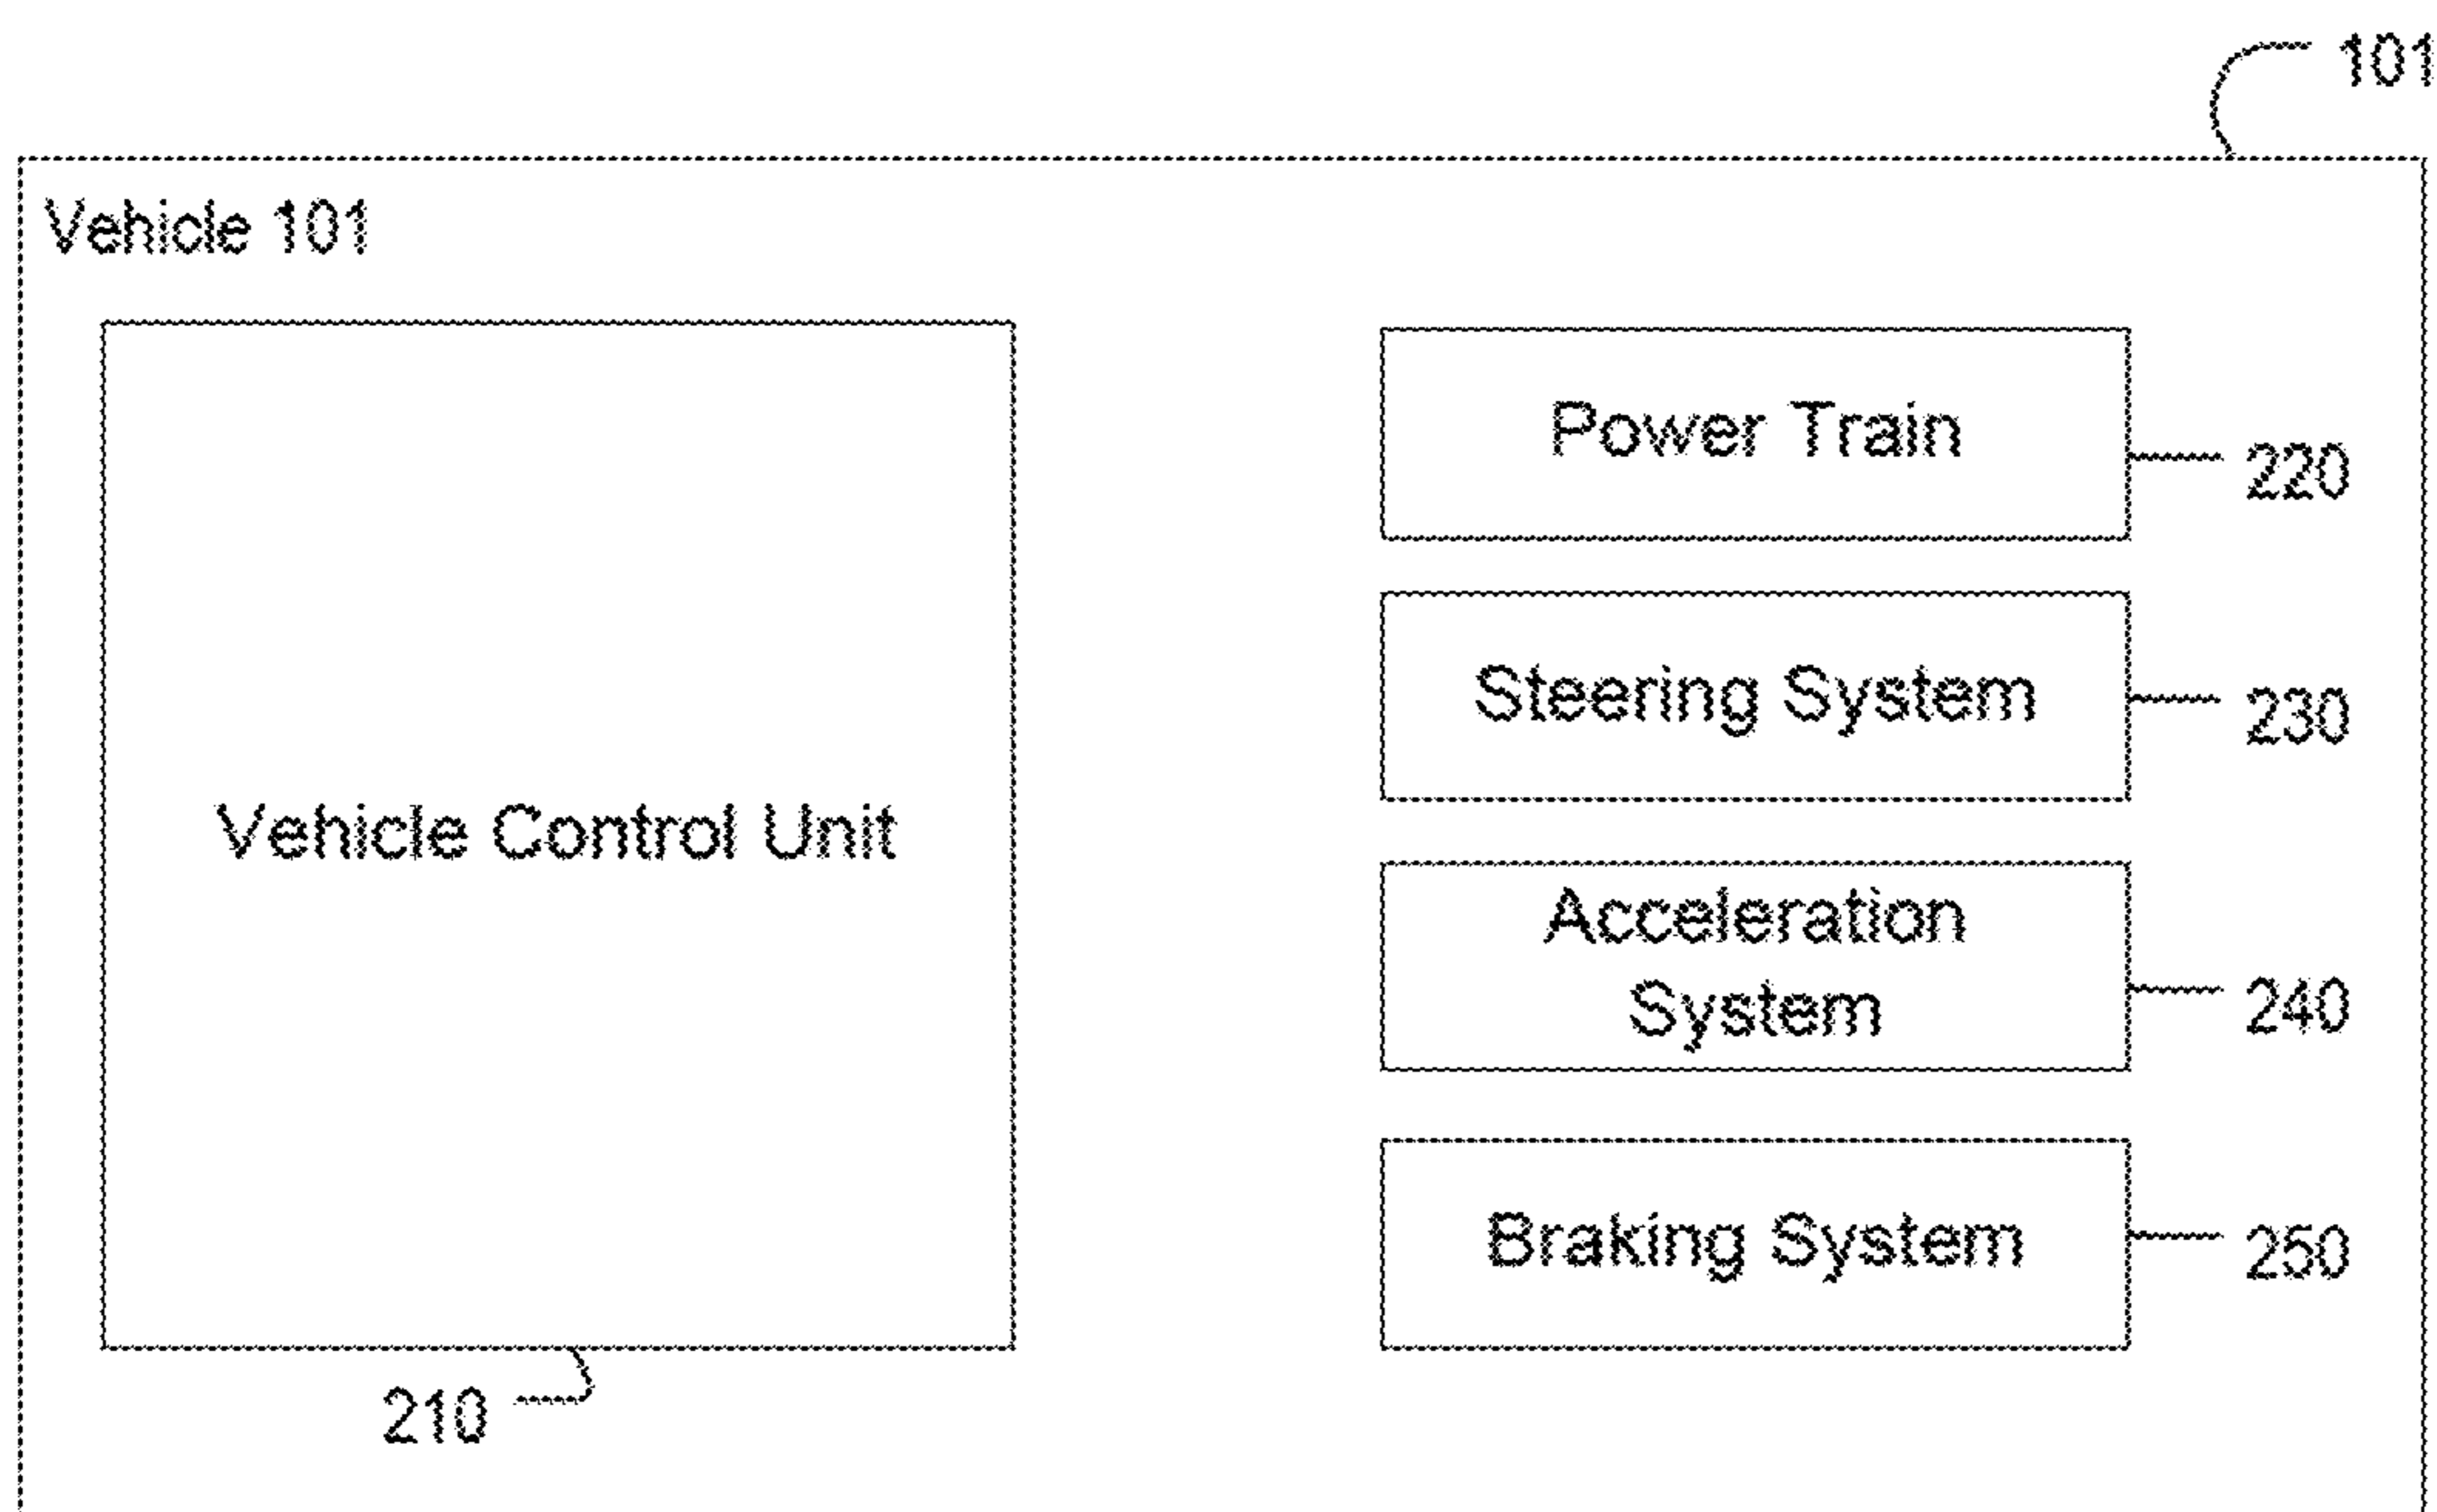 101
Vehicle 101
Vehicle Control Unit
210
Power Train
220
Steering System
230
Acceleration
System
240
Braking System
250